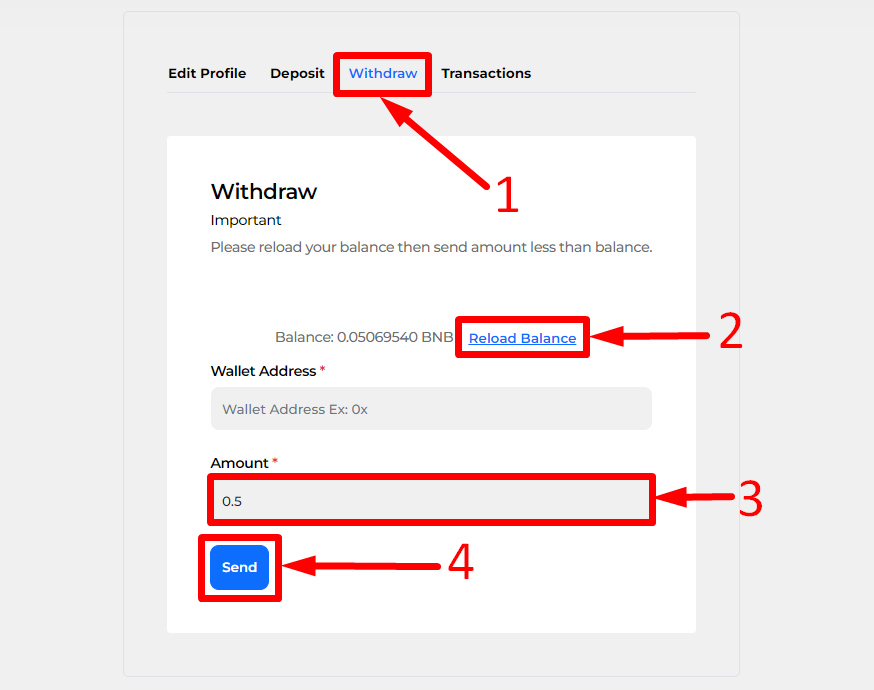 Edit Profile Deposit Withdraw Transactions
1
Withdraw
Important
Please reload your balance then send amount less than balance.
Balance: 0.05069540 BNB Reload Balance
2
Wallet Address *
Wallet Address Ex: 0x
Amount *
0.5
3
Send
4